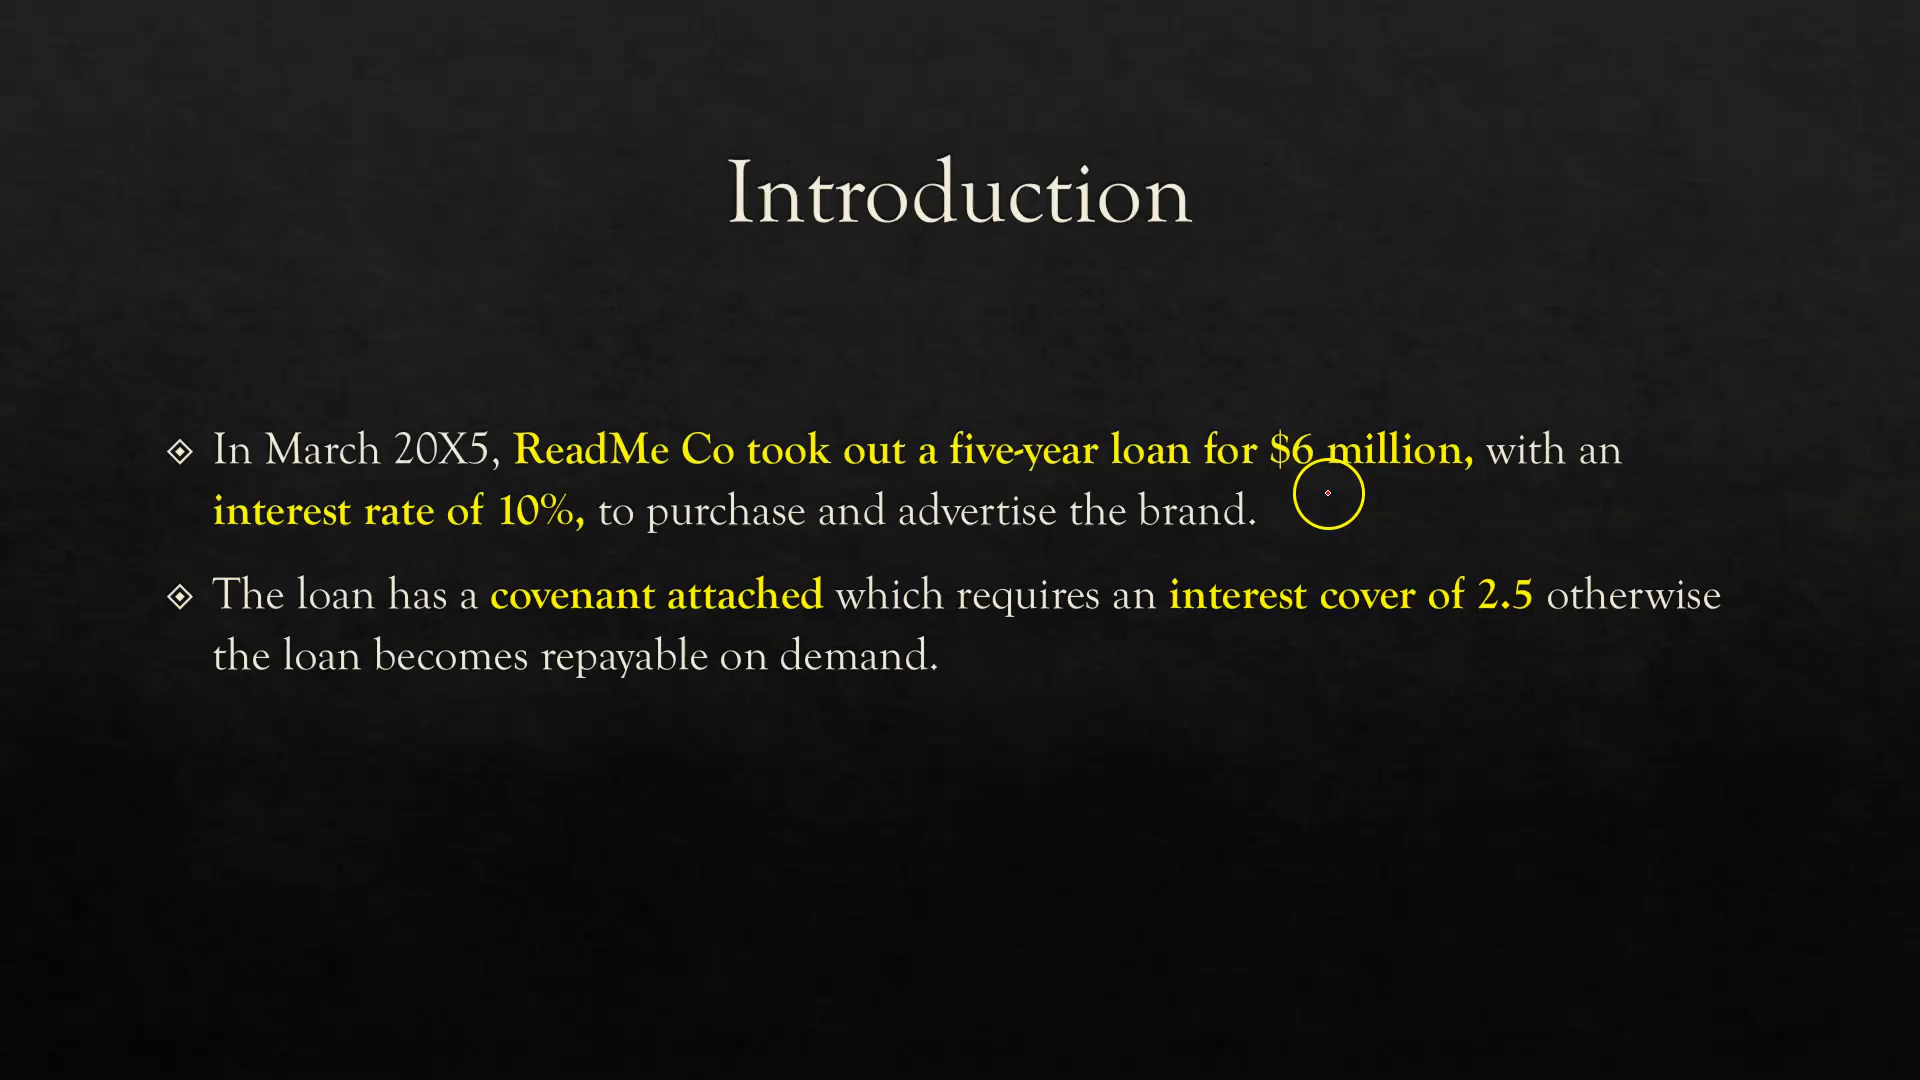 Introduction
In March 20X5, ReadMe Co took out a five-year loan for $6 million, with an
interest rate of 10%, to purchase and advertise the brand.
The loan has a covenant attached which requires an interest cover of 2.5 otherwise
the loan becomes repayable on demand.